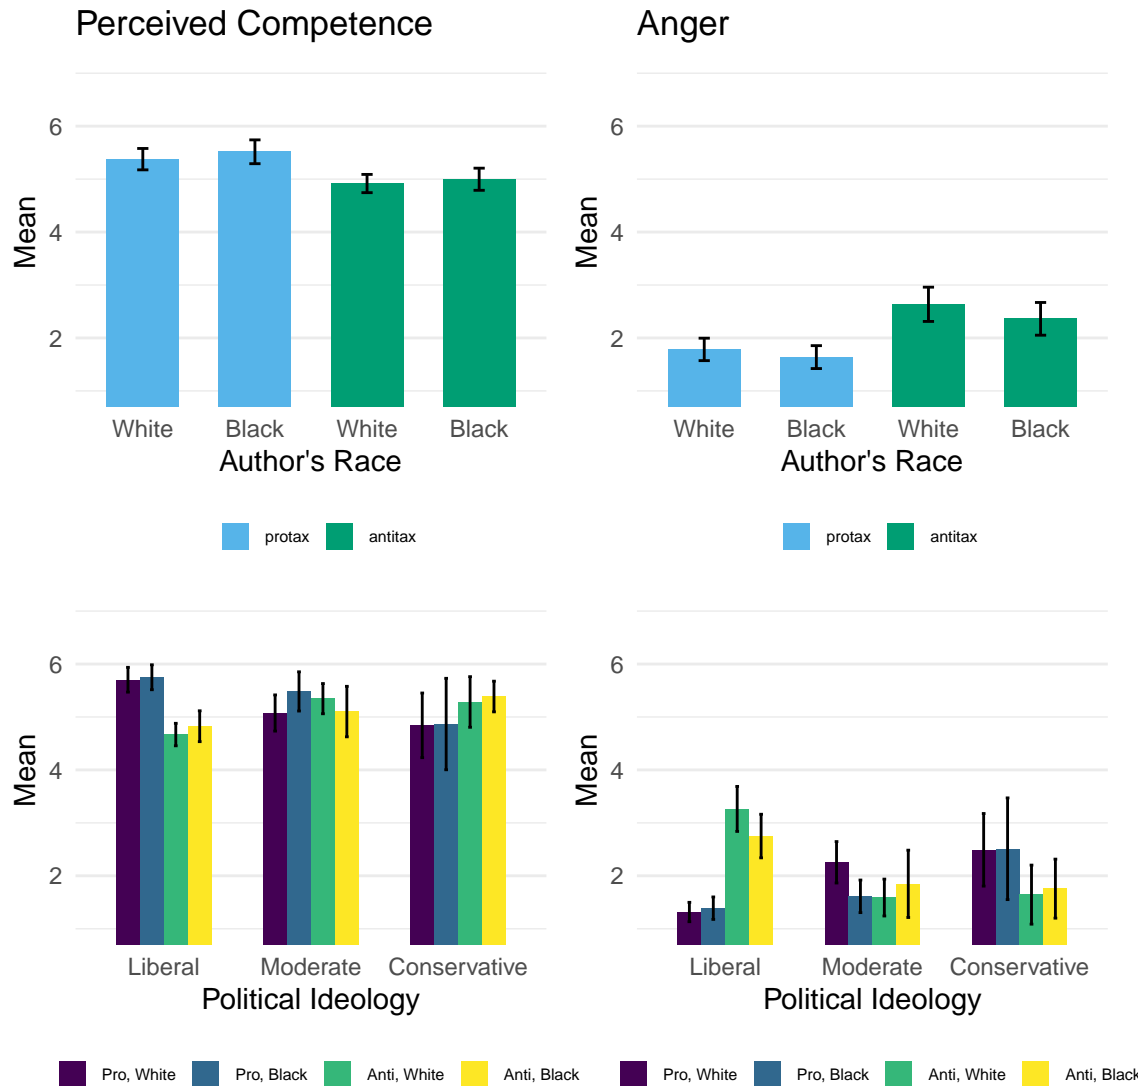 Perceived Competence
Anger
6
4
2
Mean
White Black White Black
Author's Race
protax antitax
6
4
2
Mean
White Black White Black
Author's Race
protax antitax
6
4
2
Mean
Liberal Moderate Conservative
Political Ideology
Pro, White Pro, Black Anti, White Anti, Black
6
4
2
Mean
Liberal Moderate Conservative
Political Ideology
Pro, White Pro, Black Anti, White Anti, Black